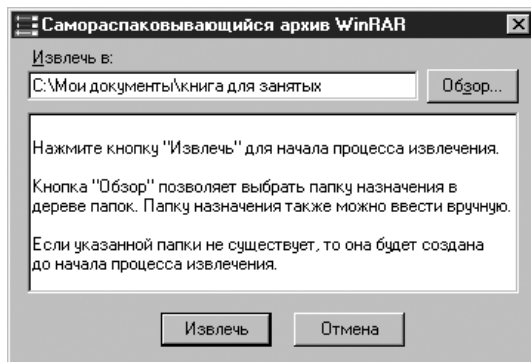 Самораспаковывающийся архив WinRAR
Извлечь в:
C:\Мои документы\книга для занятых
Обзор...
Нажмите кнопку "Извлечь" для начала процесса извлечения.
Кнопка "Обзор" позволяет выбрать папку назначения в
дереве папок. Папку назначения также можно ввести вручную.
Если указанной папки не существует, то она будет создана
до начала процесса извлечения.
Извлечь
Отмена